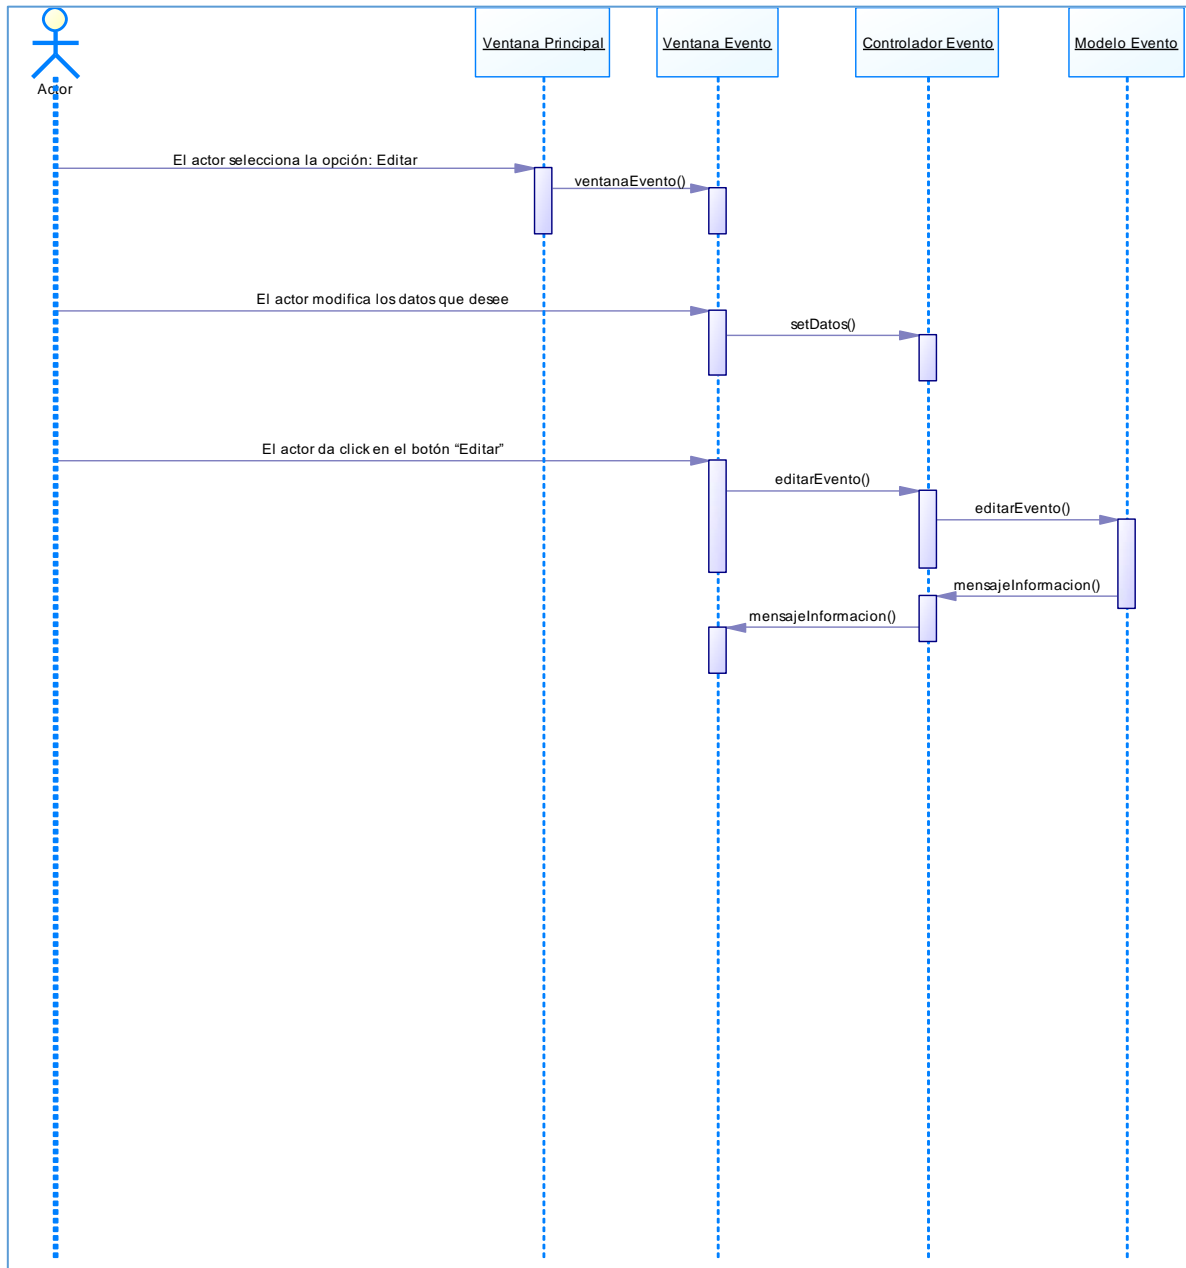 Ventana Principal
Ventana Evento
Controlador Evento
Modelo Evento
Actor
El actor selecciona la opción: Editar
ventanaEvento()
El actor modifica los datos que desee
setDatos()
El actor da click en el botón “Editar”
editarEvento()
editarEvento()
mensajeInformacion()
mensajeInformacion()